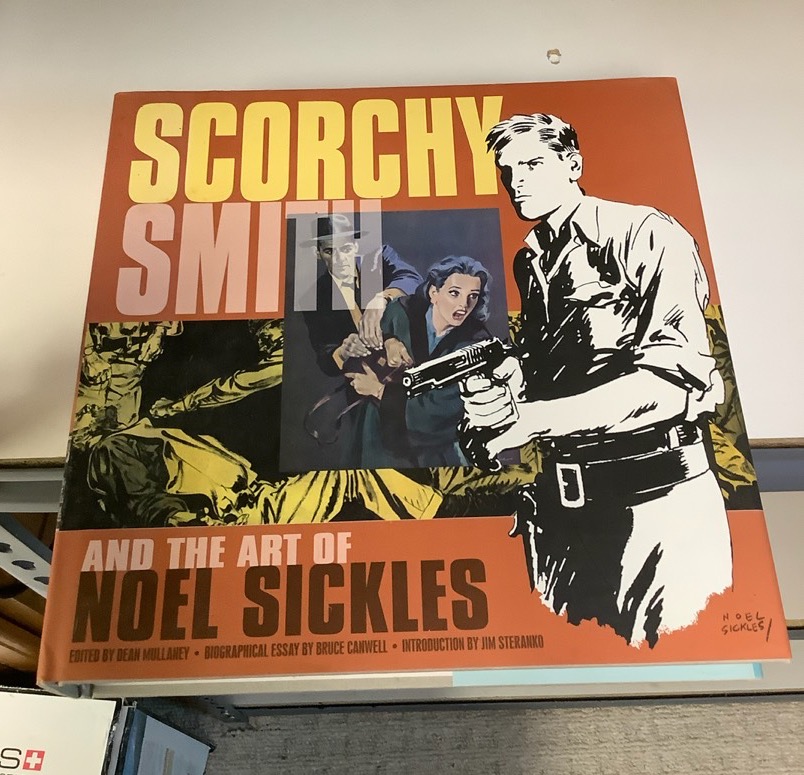 SCORCHY
SMITH
AND THE ART OF
NOEL SICKLES
EDITED BY DEAN MULLANEY • BIOGRAPHICAL ESSAY BY BRUCE CANWELL • INTRODUCTION BY JIM STERANKO
NOEL
SICKLES/
S